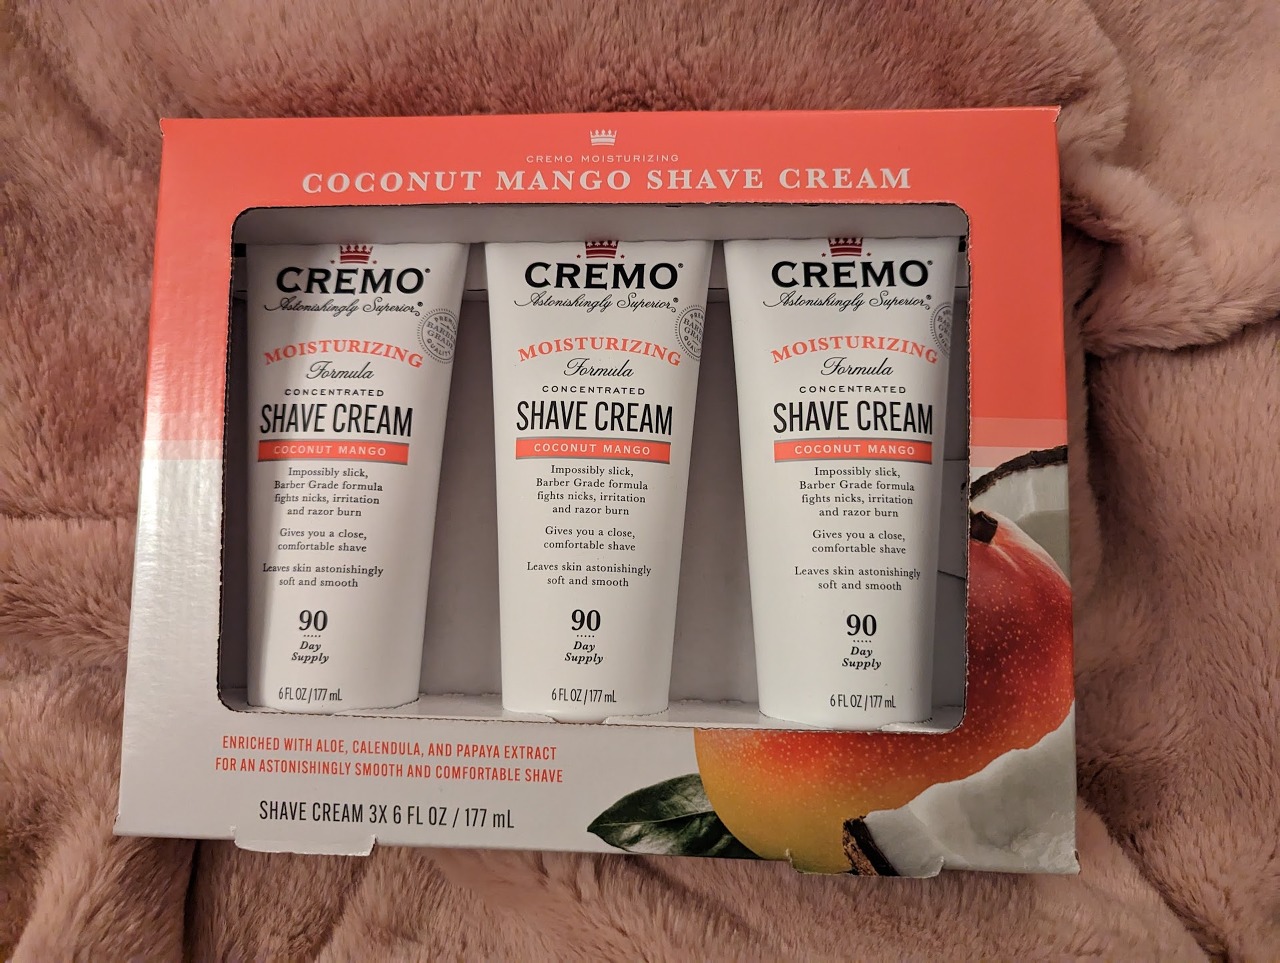 CREMO MOISTURIZING
COCONUT MANGO SHAVE CREAM
CREMO®
Astonishingly Superior®
BARBER
GRADE
MOISTURIZING
Formula
CONCENTRATED
SHAVE CREAM
COCONUT MANGO
Impossibly slick,
Barber Grade formula
fights nicks, irritation
and razor burn
Gives you a close,
comfortable shave
Leaves skin astonishingly
soft and smooth
90
Day
Supply
6 FL OZ / 177 mL
CREMO®
Astonishingly Superior®
MOISTURIZING
Formula
CONCENTRATED
SHAVE CREAM
COCONUT MANGO
Impossibly slick,
Barber Grade formula
fights nicks, irritation
and razor burn
Gives you a close,
comfortable shave
Leaves skin astonishingly
soft and smooth
90
Day
Supply
6 FL OZ / 177 mL
CREMO®
Astonishingly Superior®
MOISTURIZING
Formula
CONCENTRATED
SHAVE CREAM
COCONUT MANGO
Impossibly slick,
Barber Grade formula
fights nicks, irritation
and razor burn
Gives you a close,
comfortable shave
Leaves skin astonishingly
soft and smooth
90
Day
Supply
6 FL OZ / 177 mL
ENRICHED WITH ALOE, CALENDULA, AND PAPAYA EXTRACT
FOR AN ASTONISHINGLY SMOOTH AND COMFORTABLE SHAVE
SHAVE CREAM 3X 6 FL OZ / 177 mL